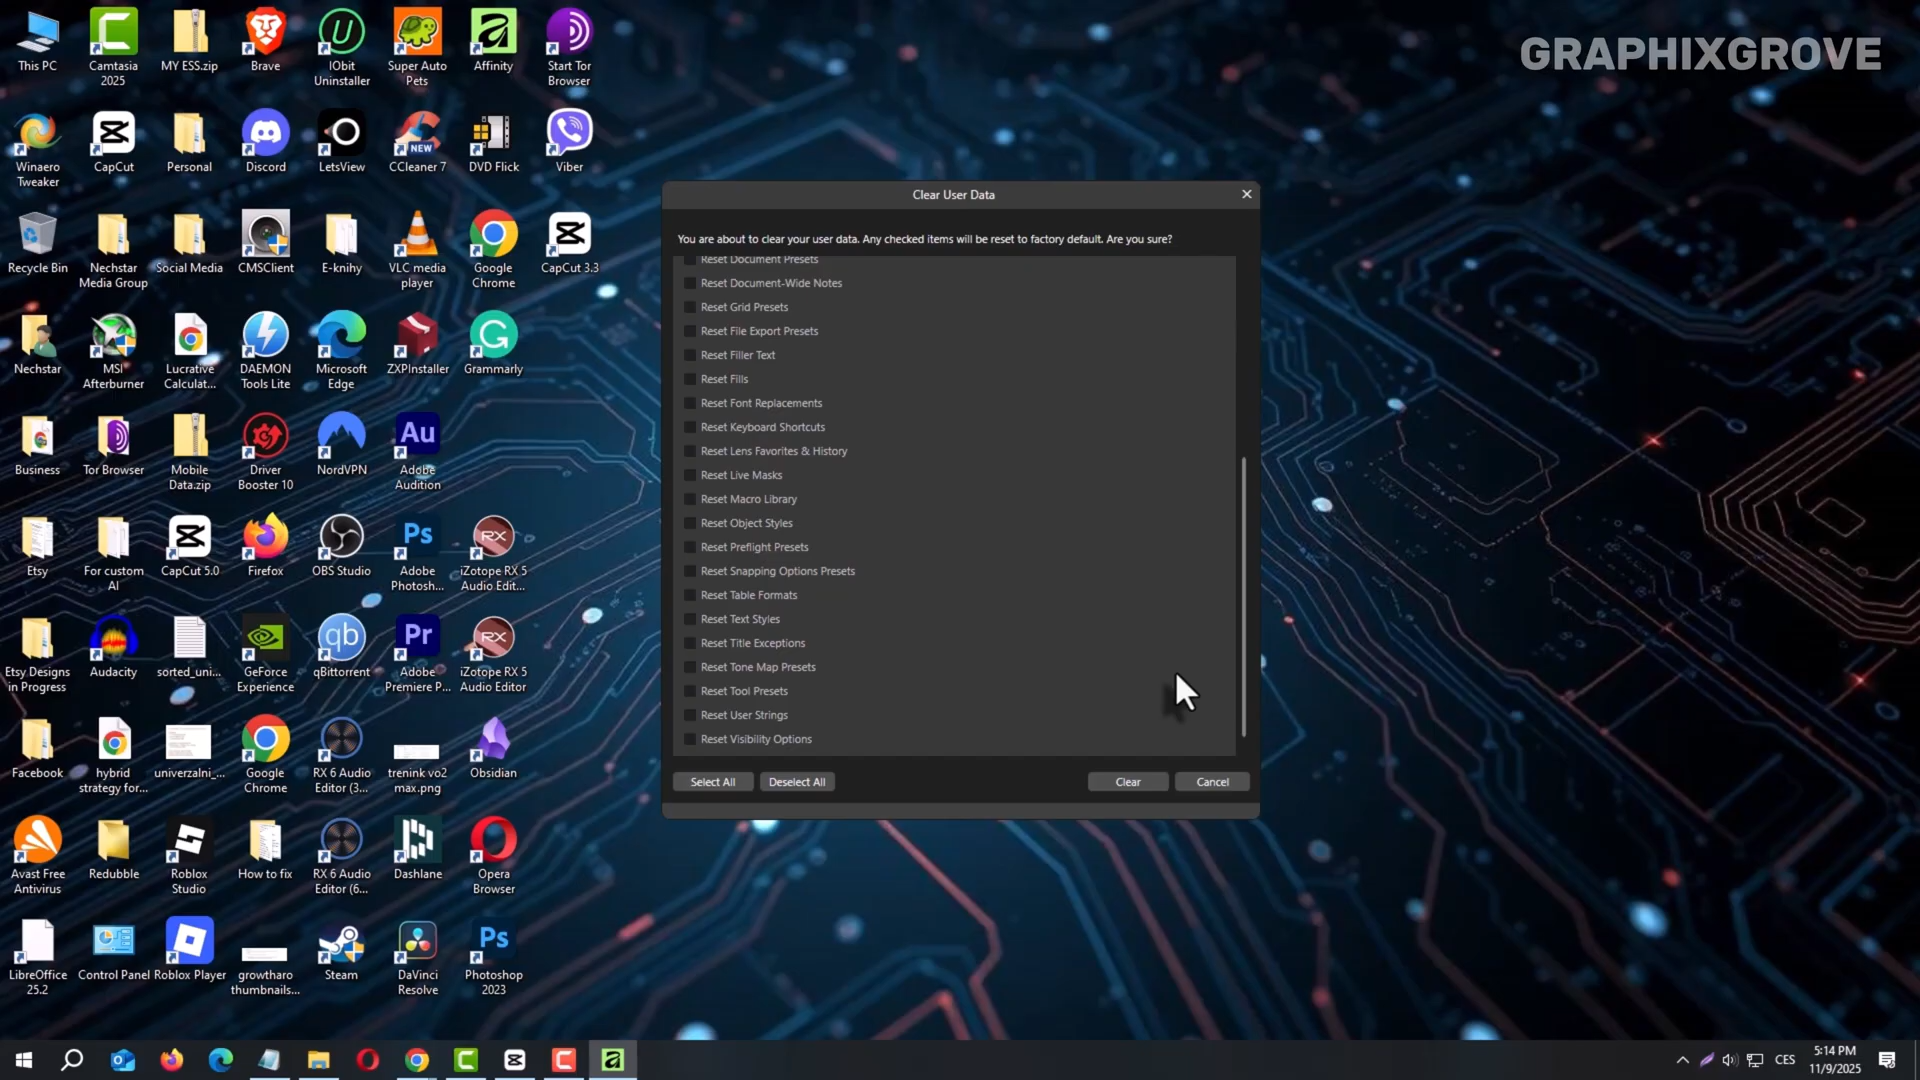 GRAPHIXGROVE
This PC
Camtasia
2025
MY ESS.zip
Brave
IObit
Uninstaller
Super Auto
Pets
Affinity
Start Tor
Browser
Winaero
Tweaker
CapCut
Personal
Discord
LetsView
NEW
CCleaner 7
DVD Flick
Viber
Recycle Bin
Nechstar
Media Group
Social Media
CMSClient
E-knihy
VLC media
player
Google
Chrome
CapCut 3.3
Nechstar
MSI
Afterburner
Lucrative
Calculat...
DAEMON
Tools Lite
Microsoft
Edge
ZXPInstaller
Grammarly
Business
Tor Browser
Mobile
Data.zip
Driver
Booster 10
NordVPN
Au
Adobe
Audition
Etsy
For custom
AI
CapCut 5.0
Firefox
OBS Studio
Ps
Adobe
Photosh...
RX
iZotope RX 5
Audio Edit...
Etsy Designs
in Progress
Audacity
sorted_uni...
GeForce
Experience
qb
qBittorrent
Pr
Adobe
Premiere P...
RX
iZotope RX 5
Audio Editor
Facebook
hybrid
strategy for...
univerzalni_...
Google
Chrome
RX 6 Audio
Editor (3...
trenink vo2
max.png
Obsidian
Avast Free
Antivirus
Redubble
Roblox
Studio
How to fix
RX 6 Audio
Editor (6...
Dashlane
Opera
Browser
LibreOffice
25.2
Control Panel
Roblox Player
growtharo
thumbnails...
Steam
DaVinci
Resolve
Ps
Photoshop
2023
Clear User Data
You are about to clear your user data. Any checked items will be reset to factory default. Are you sure?
Reset Document Presets
Reset Document-Wide Notes
Reset Grid Presets
Reset File Export Presets
Reset Filler Text
Reset Fills
Reset Font Replacements
Reset Keyboard Shortcuts
Reset Lens Favorites & History
Reset Live Masks
Reset Macro Library
Reset Object Styles
Reset Preflight Presets
Reset Snapping Options Presets
Reset Table Formats
Reset Text Styles
Reset Title Exceptions
Reset Tone Map Presets
Reset Tool Presets
Reset User Strings
Reset Visibility Options
Select All
Deselect All
Clear
Cancel
CES
5:14 PM
11/9/2025